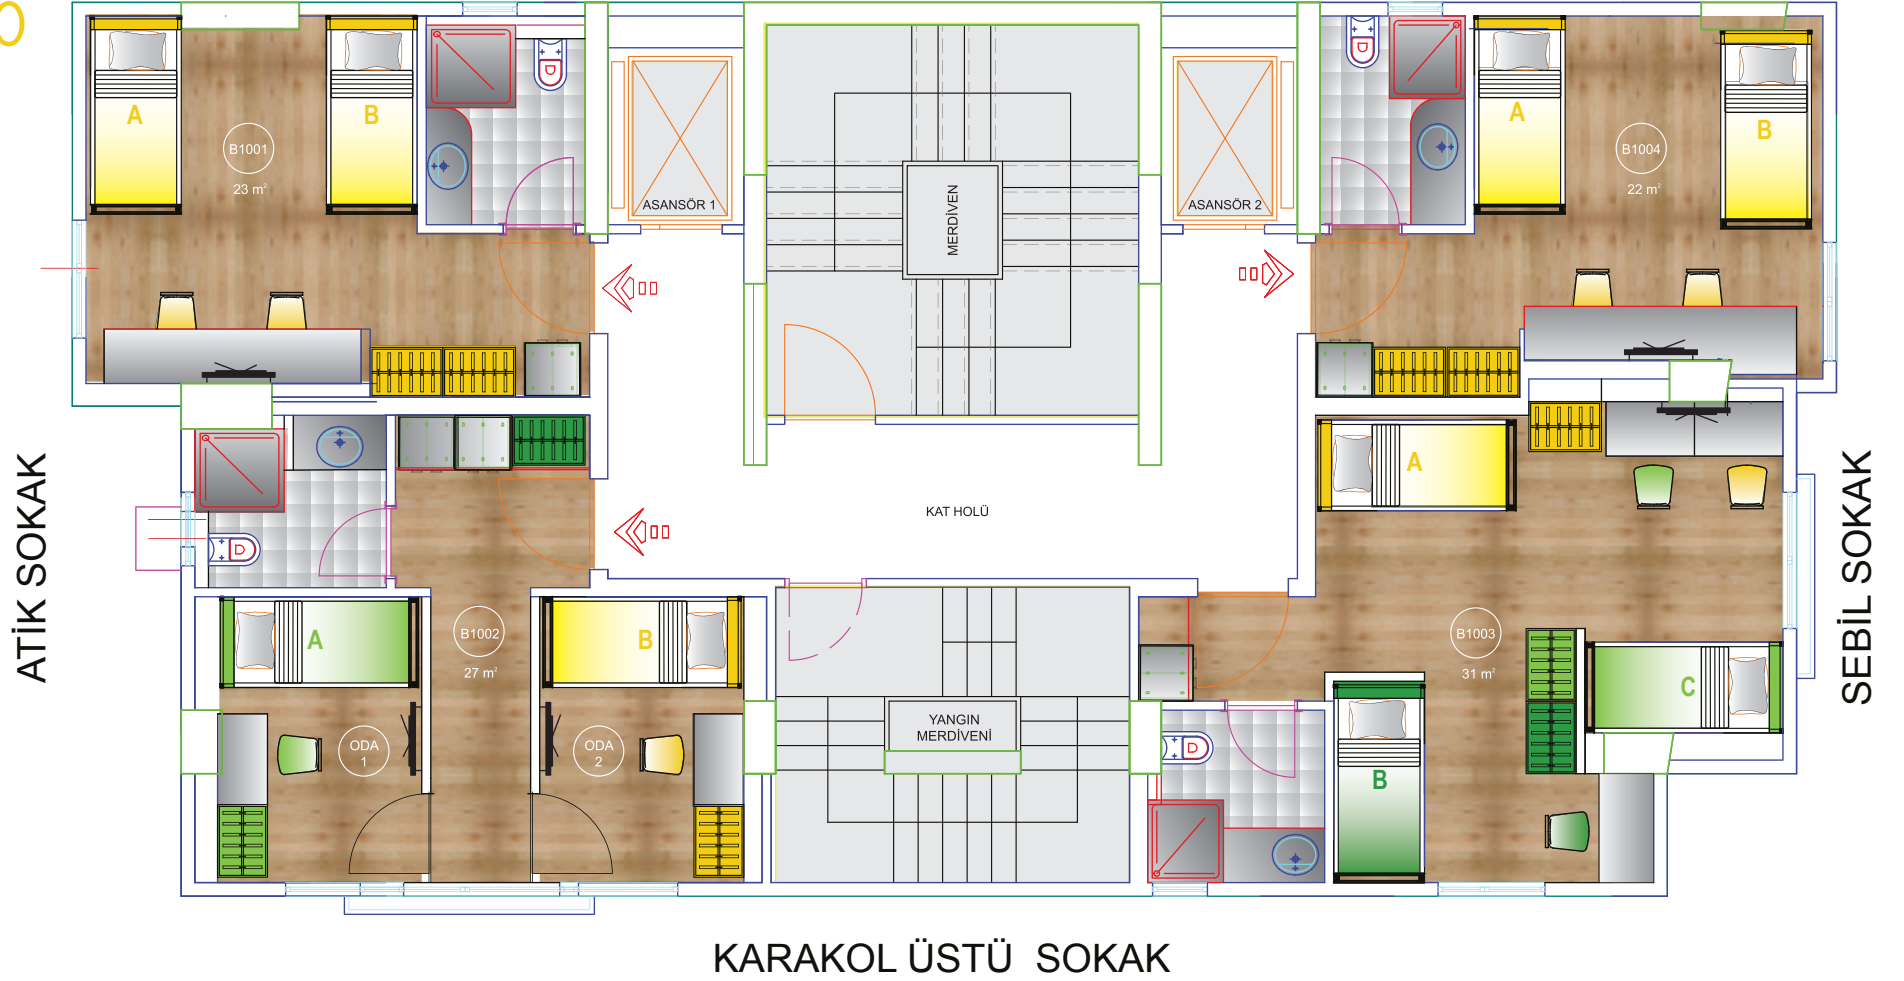 A
B
B1001
23 m²
ASANSÖR 1
MERDİVEN
ASANSÖR 2
A
B
B1004
22 m²
KAT HOLÜ
A
B1003
31 m²
C
B
A
B
B1002
27 m²
ODA
1
ODA
2
YANGIN
MERDİVENİ
ATİK SOKAK
SEBİL SOKAK
KARAKOL ÜSTÜ SOKAK